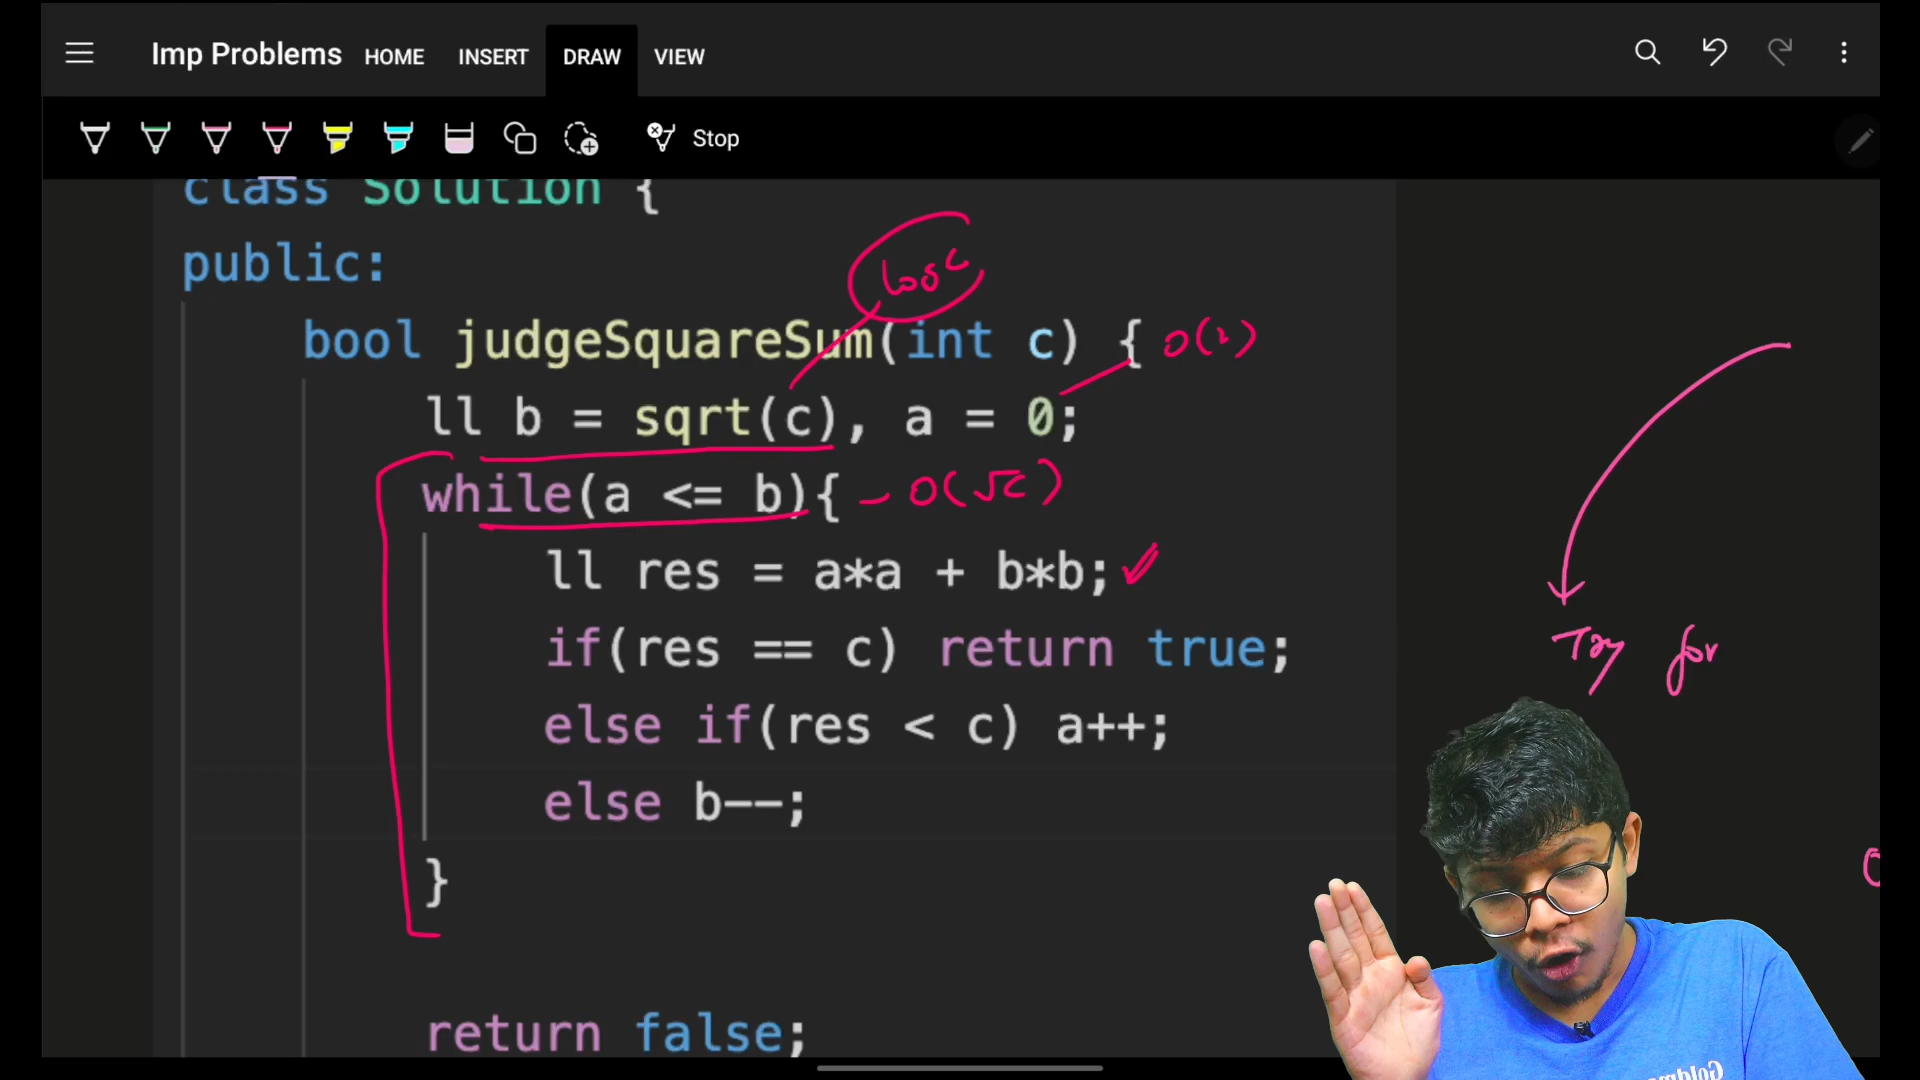 Imp Problems HOME INSERT DRAW VIEW
Stop
class Solution {
public:
log c
bool judgeSquareSum(int c) { O(1)
ll b = sqrt(c), a = 0;
while(a <= b){ - O(√c)
ll res = a*a + b*b;
if(res == c) return true;
else if(res < c) a++;
else b--;
}
return false;
Try for